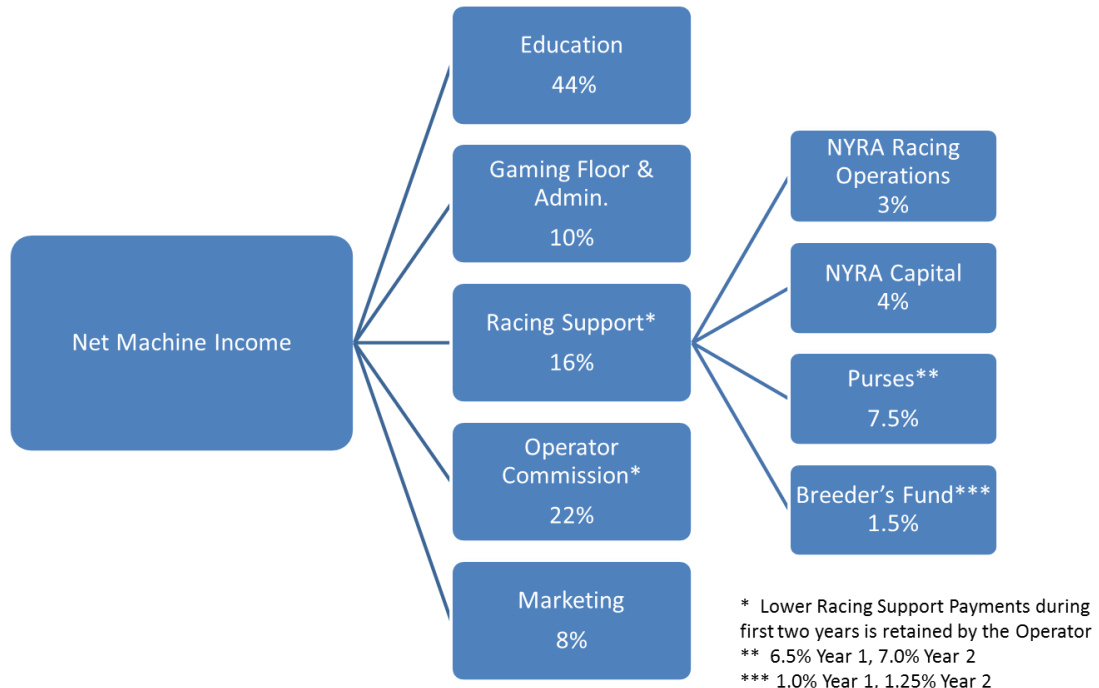 Net Machine Income
Education
44%
Gaming Floor &
Admin.
10%
Racing Support*
16%
Operator
Commission*
22%
Marketing
8%
NYRA Racing
Operations
3%
NYRA Capital
4%
Purses**
7.5%
Breeder’s Fund***
1.5%
* Lower Racing Support Payments during
first two years is retained by the Operator
** 6.5% Year 1, 7.0% Year 2
*** 1.0% Year 1, 1.25% Year 2